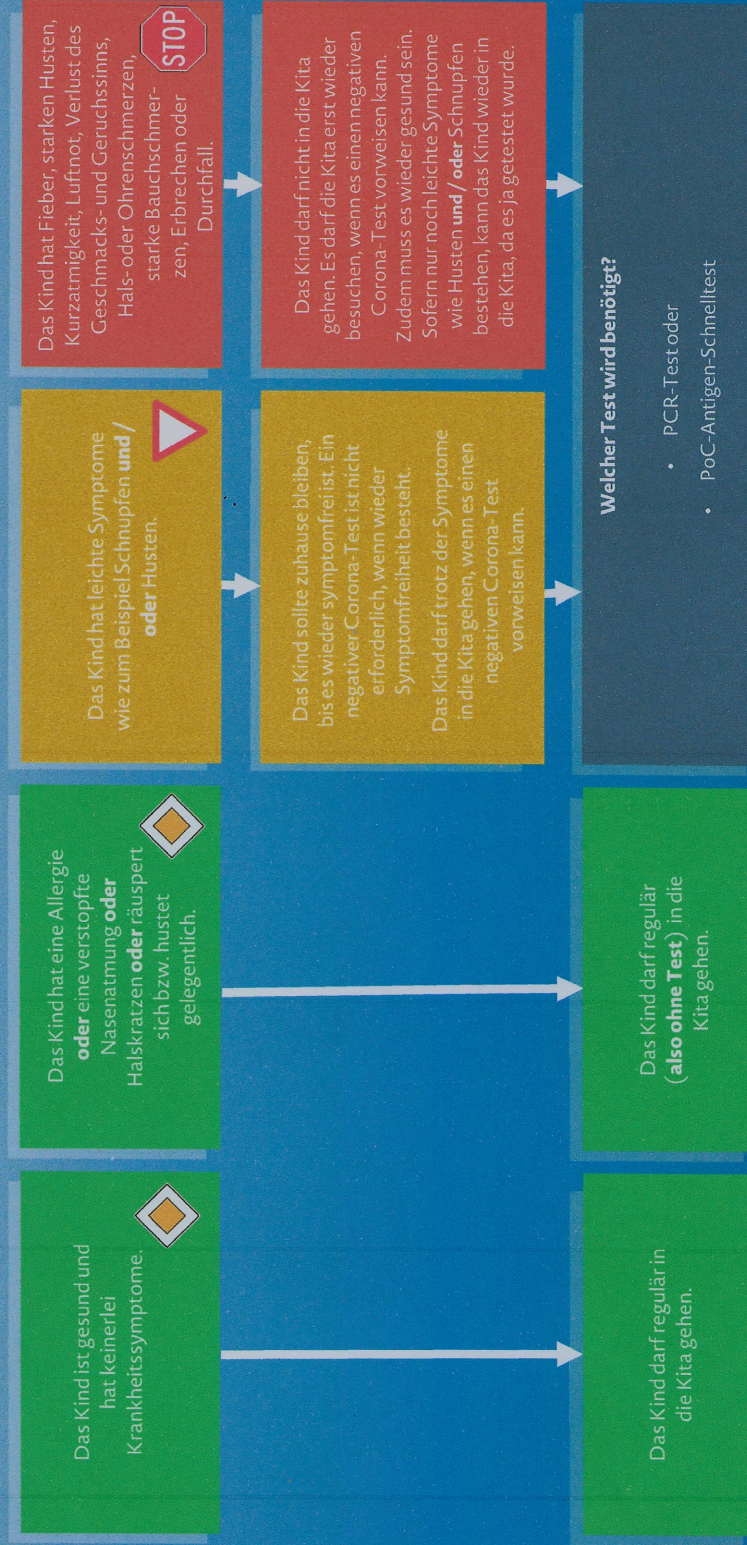 Das Kind ist gesund und
hat keinerlei
Krankheitssymptome.
Das Kind darf regulär in
die Kita gehen.
Das Kind hat eine Allergie
oder eine verstopfte
Nasenatmung oder
Halskratzen oder räuspert
sich bzw. hustet
gelegentlich.
Das Kind darf regulär
(also ohne Test) in die
Kita gehen.
Das Kind hat leichte Symptome
wie zum Beispiel Schnupfen und /
oder Husten.
Das Kind sollte zuhause bleiben,
bis es wieder symptomfrei ist. Ein
negativer Corona-Test ist nicht
erforderlich, wenn wieder
Symptomfreiheit besteht.
Das Kind darf trotz der Symptome
in die Kita gehen, wenn es einen
negativen Corona-Test
vorweisen kann.
Das Kind hat Fieber, starken Husten,
Kurzatmigkeit, Luftnot, Verlust des
Geschmacks- und Geruchssinns,
Hals- oder Ohrenschmerzen,
starke Bauchschmer-
zen, Erbrechen oder
Durchfall.
STOP
Das Kind darf nicht in die Kita
gehen. Es darf die Kita erst wieder
besuchen, wenn es einen negativen
Corona-Test vorweisen kann.
Zudem muss es wieder gesund sein.
Sofern nur noch leichte Symptome
wie Husten und / oder Schnupfen
bestehen, kann das Kind wieder in
die Kita, da es ja getestet wurde.
Welcher Test wird benötigt?
• PCR-Test oder
• PoC-Antigen-Schnelltest